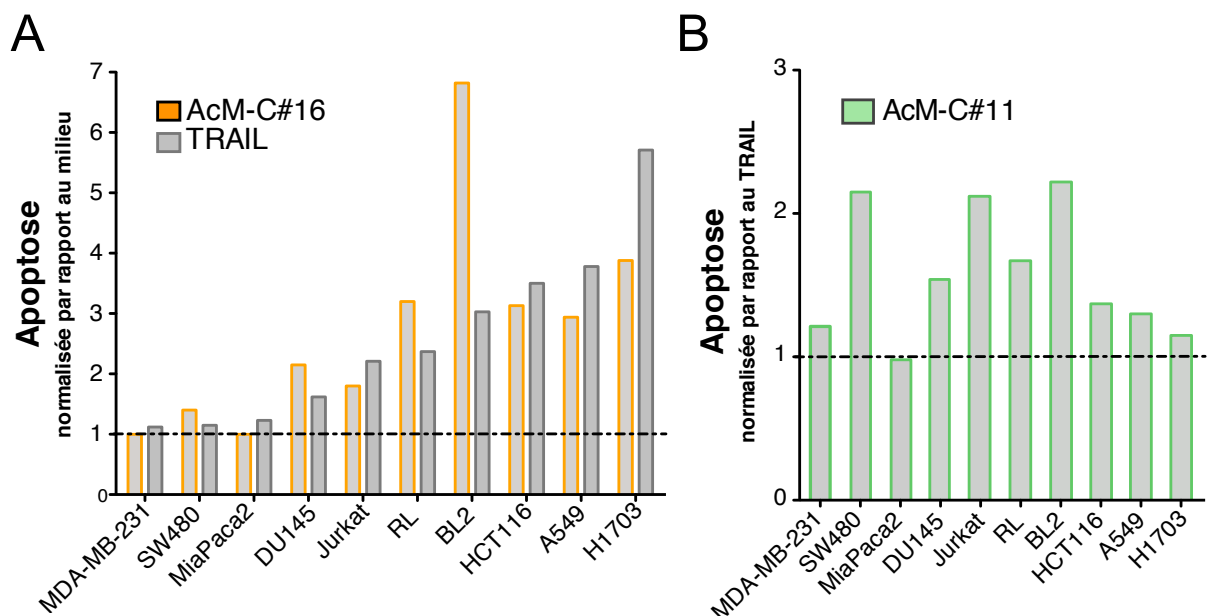 A
Apoptose
normalisée par rapport au milieu
7
6
5
4
3
2
1
0
AcM-C#16
TRAIL
MDA-MB-231
SW480
MiaPaca2
DU145
Jurkat
RL
BL2
HCT116
A549
H1703
B
Apoptose
normalisée par rapport au TRAIL
3
2
1
0
AcM-C#11
MDA-MB-231
SW480
MiaPaca2
DU145
Jurkat
RL
BL2
HCT116
A549
H1703